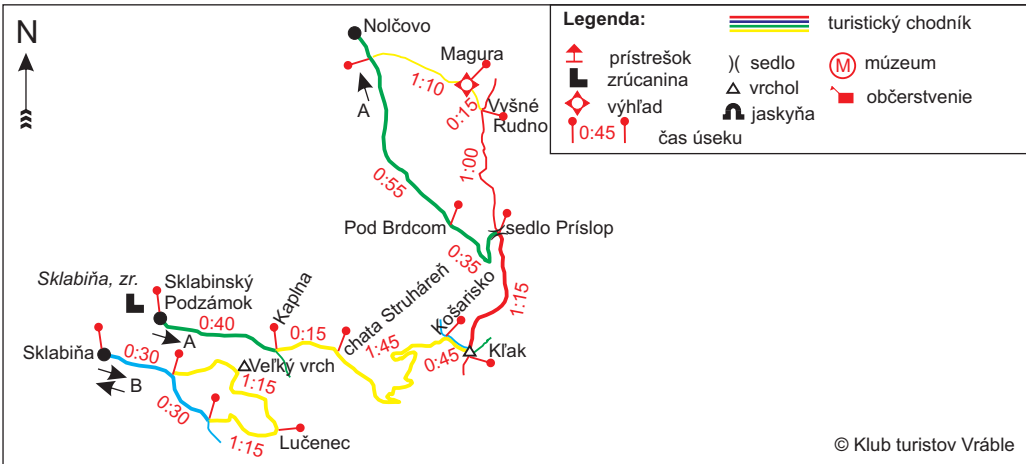 N
Nolčovo
Magura
1:10
0:15
Vyšné
Rudno
A
1:00
0:55
Pod Brdcom
sedlo Príslop
0:35
1:15
Sklabiňa, zr.
Sklabinský
Podzámok
Kaplna
chata Struháreň
Košarisko
0:40
0:15
1:45
0:45
Kľak
A
Sklabiňa
0:30
Veľký vrch
1:15
B
0:30
1:15
Lučenec
Legenda:
turistický chodník
prístrešok
sedlo
M
múzeum
zrúcanina
vrchol
výhľad
občerstvenie
jaskyňa
0:45
čas úseku
© Klub turistov Vráble